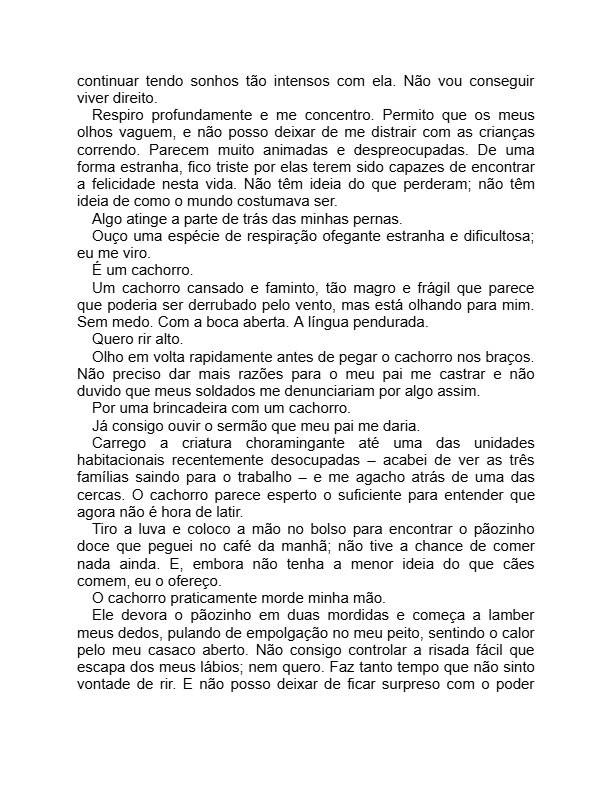 continuar tendo sonhos tão intensos com ela. Não vou conseguir
viver direito.
Respiro profundamente e me concentro. Permito que os meus
olhos vaguem, e não posso deixar de me distrair com as crianças
correndo. Parecem muito animadas e despreocupadas. De uma
forma estranha, fico triste por elas terem sido capazes de encontrar
a felicidade nesta vida. Não têm ideia do que perderam; não têm
ideia de como o mundo costumava ser.
Algo atinge a parte de trás das minhas pernas.
Ouço uma espécie de respiração ofegante estranha e dificultosa;
eu me viro.
É um cachorro.
Um cachorro cansado e faminto, tão magro e frágil que parece
que poderia ser derrubado pelo vento, mas está olhando para mim.
Sem medo. Com a boca aberta. A língua pendurada.
Quero rir alto.
Olho em volta rapidamente antes de pegar o cachorro nos braços.
Não preciso dar mais razões para o meu pai me castrar e não
duvido que meus soldados me denunciariam por algo assim.
Por uma brincadeira com um cachorro.
Já consigo ouvir o sermão que meu pai me daria.
Carrego a criatura choramingante até uma das unidades
habitacionais recentemente desocupadas – acabei de ver as três
famílias saindo para o trabalho – e me agacho atrás de uma das
cercas. O cachorro parece esperto o suficiente para entender que
agora não é hora de latir.
Tiro a luva e coloco a mão no bolso para encontrar o pãozinho
doce que peguei no café da manhã; não tive a chance de comer
nada ainda. E, embora não tenha a menor ideia do que cães
comem, eu o ofereço.
O cachorro praticamente morde minha mão.
Ele devora o pãozinho em duas mordidas e começa a lamber
meus dedos, pulando de empolgação no meu peito, sentindo o calor
pelo meu casaco aberto. Não consigo controlar a risada fácil que
escapa dos meus lábios; nem quero. Faz tanto tempo que não sinto
vontade de rir. E não posso deixar de ficar surpreso com o poder